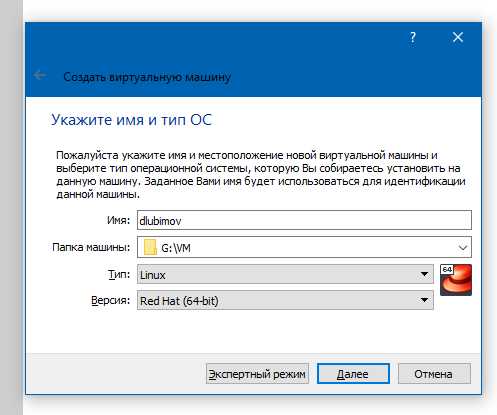 ?
Создать виртуальную машину
Укажите имя и тип ОС
Пожалуйста укажите имя и местоположение новой виртуальной машины и
выберите тип операционной системы, которую Вы собираетесь установить на
данную машину. Заданное Вами имя будет использоваться для идентификации
данной машины.
Имя: dlubimov
Папка машины: G:\VM
Тип: Linux
64
Версия: Red Hat (64-bit)
Экспертный режим Далее Отмена